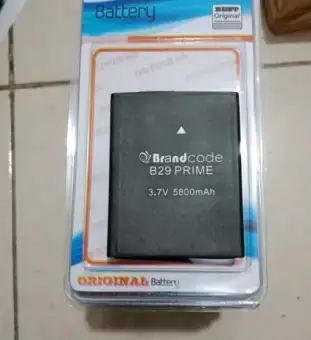 Battery
Original
Brandcode
B29 PRIME
3.7V 5800mAh
ORIGINAL Battery